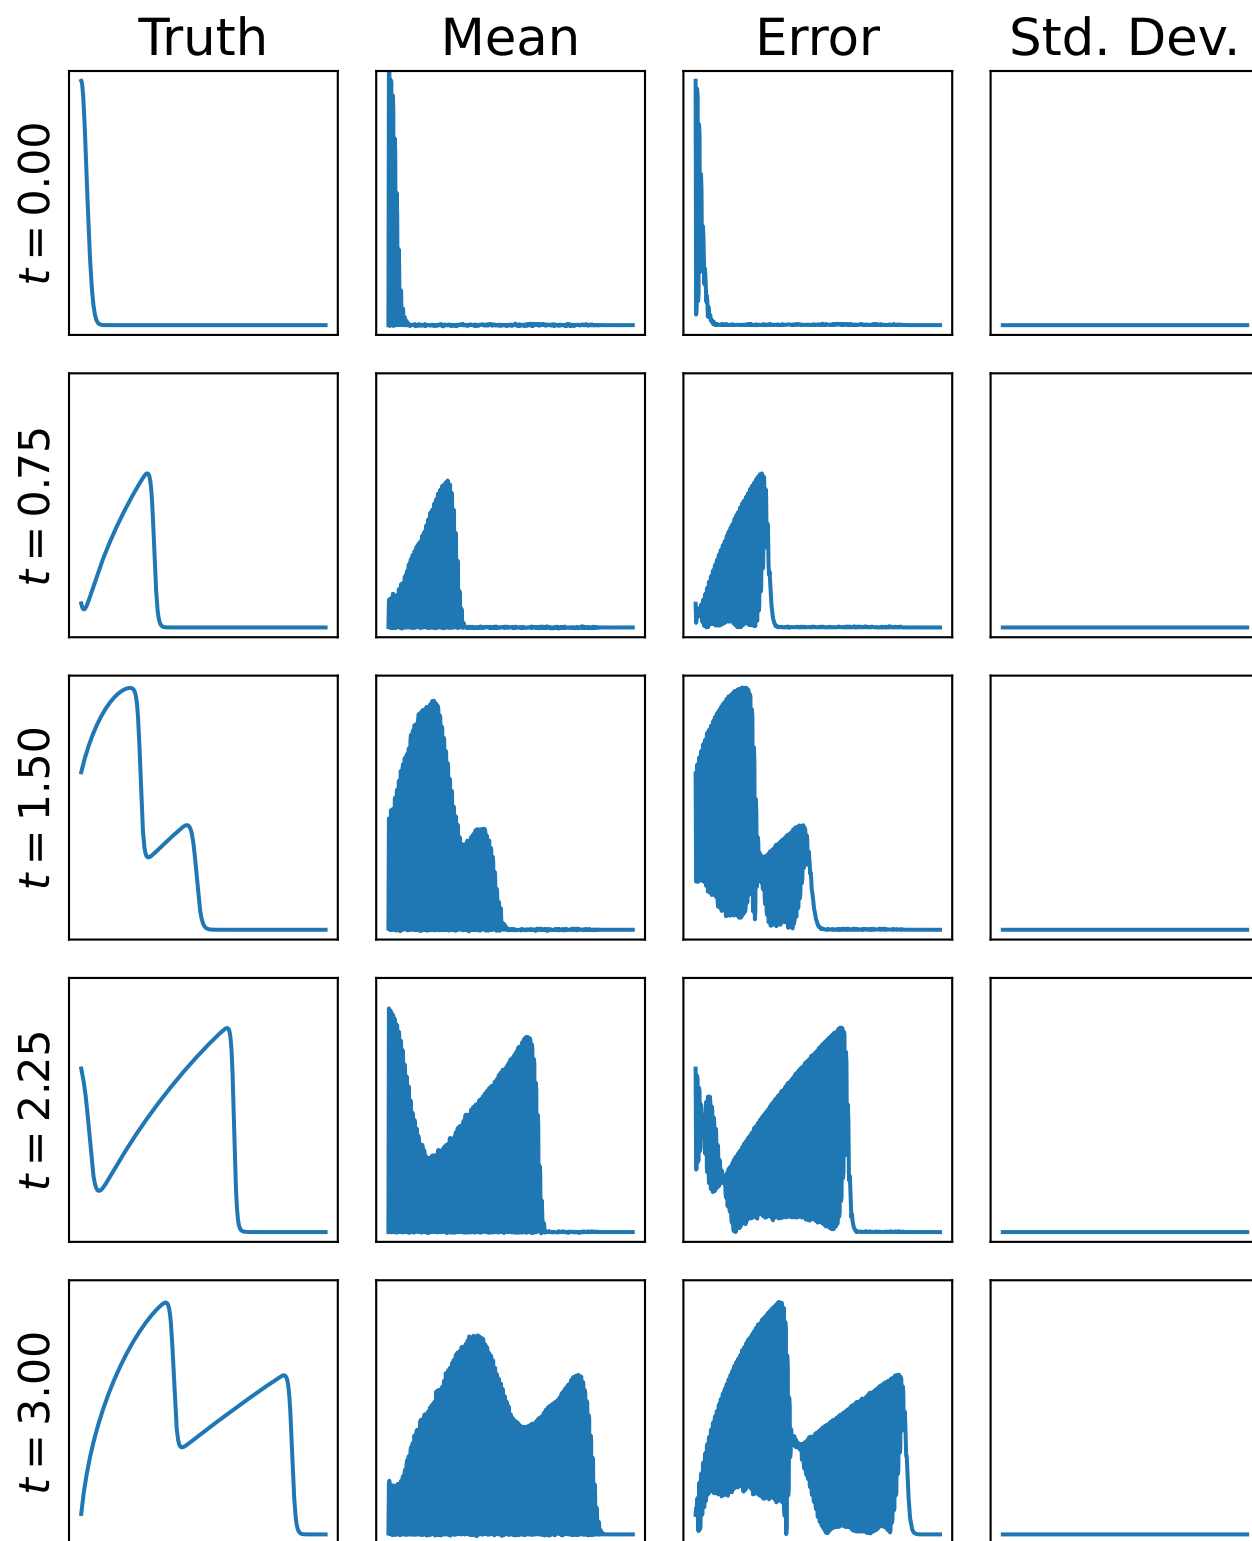 Truth Mean Error Std. Dev.
t = 0.00
t = 0.75
t = 1.50
t = 2.25
t = 3.00